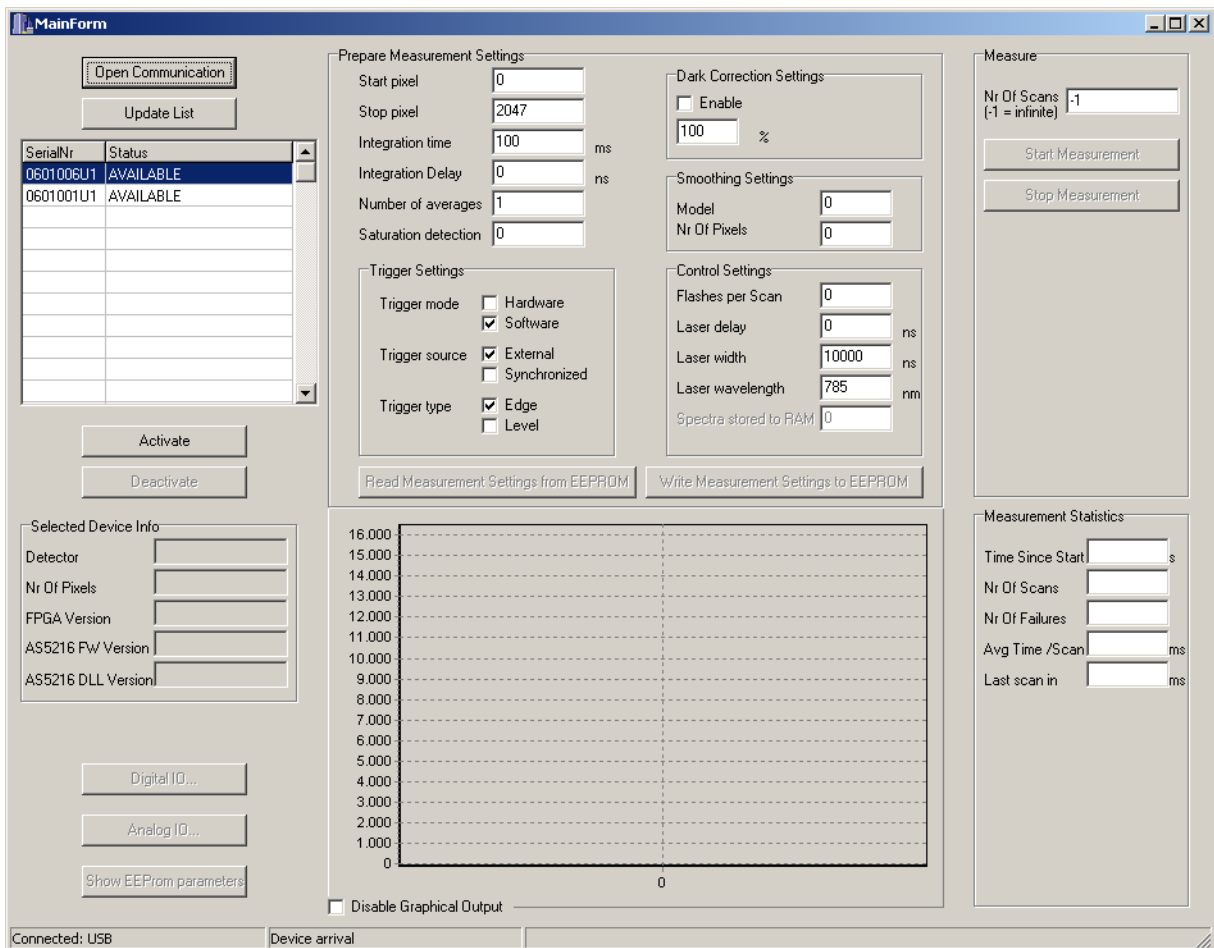 MainForm
Open Communication
Update List
SerialNr Status
0601006U1 AVAILABLE
0601001U1 AVAILABLE
Activate
Deactivate
Selected Device Info
Detector
Nr Of Pixels
FPGA Version
AS5216 FW Version
AS5216 DLL Version
Digital IO...
Analog IO...
Show EEProm parameters
Prepare Measurement Settings
Start pixel 0
Stop pixel 2047
Integration time 100 ms
Integration Delay 0 ns
Number of averages 1
Saturation detection 0
Trigger Settings
Trigger mode Hardware
Software
Trigger source External
Synchronized
Trigger type Edge
Level
Dark Correction Settings
Enable
100 %
Smoothing Settings
Model 0
Nr Of Pixels 0
Control Settings
Flashes per Scan 0
Laser delay 0 ns
Laser width 10000 ns
Laser wavelength 785 nm
Spectra stored to RAM 0
Read Measurement Settings from EEPROM
Write Measurement Settings to EEPROM
16.000
15.000
14.000
13.000
12.000
11.000
10.000
9.000
8.000
7.000
6.000
5.000
4.000
3.000
2.000
1.000
0
0
Disable Graphical Output
Measure
Nr Of Scans
(-1 = infinite) -1
Start Measurement
Stop Measurement
Measurement Statistics
Time Since Start s
Nr Of Scans
Nr Of Failures
Avg Time /Scan ms
Last scan in ms
Connected: USB
Device arrival